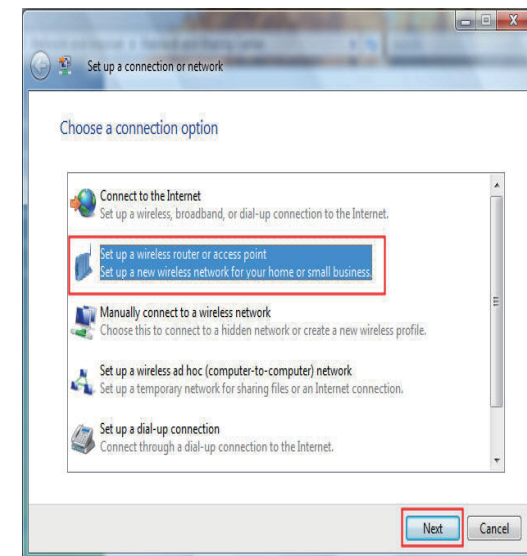 Set up a connection or network
Choose a connection option
Connect to the Internet
Set up a wireless, broadband, or dial-up connection to the Internet.
Set up a wireless router or access point
Set up a new wireless network for your home or small business.
Manually connect to a wireless network
Choose this to connect to a hidden network or create a new wireless profile.
Set up a wireless ad hoc (computer-to-computer) network
Set up a temporary network for sharing files or an Internet connection.
Set up a dial-up connection
Connect through a dial-up connection to the Internet.
Next
Cancel